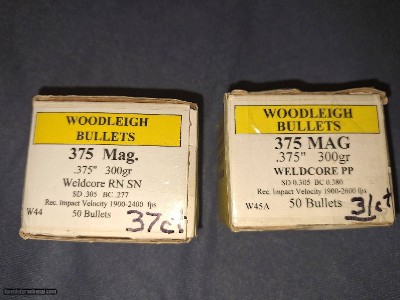 WOODLEIGH
BULLETS
375 Mag.
.375" 300gr
Weldcore RN SN
SD .305 BC .277
Rec. Impact Velocity 1900-2400 fps
W44 50 Bullets
37ct
WOODLEIGH
BULLETS
375 MAG
.375" 300gr
WELDCORE PP
SD 0.305 BC 0.380
Rec. Impact Velocity 1900-2600 fps
W45A 50 Bullets
31ct